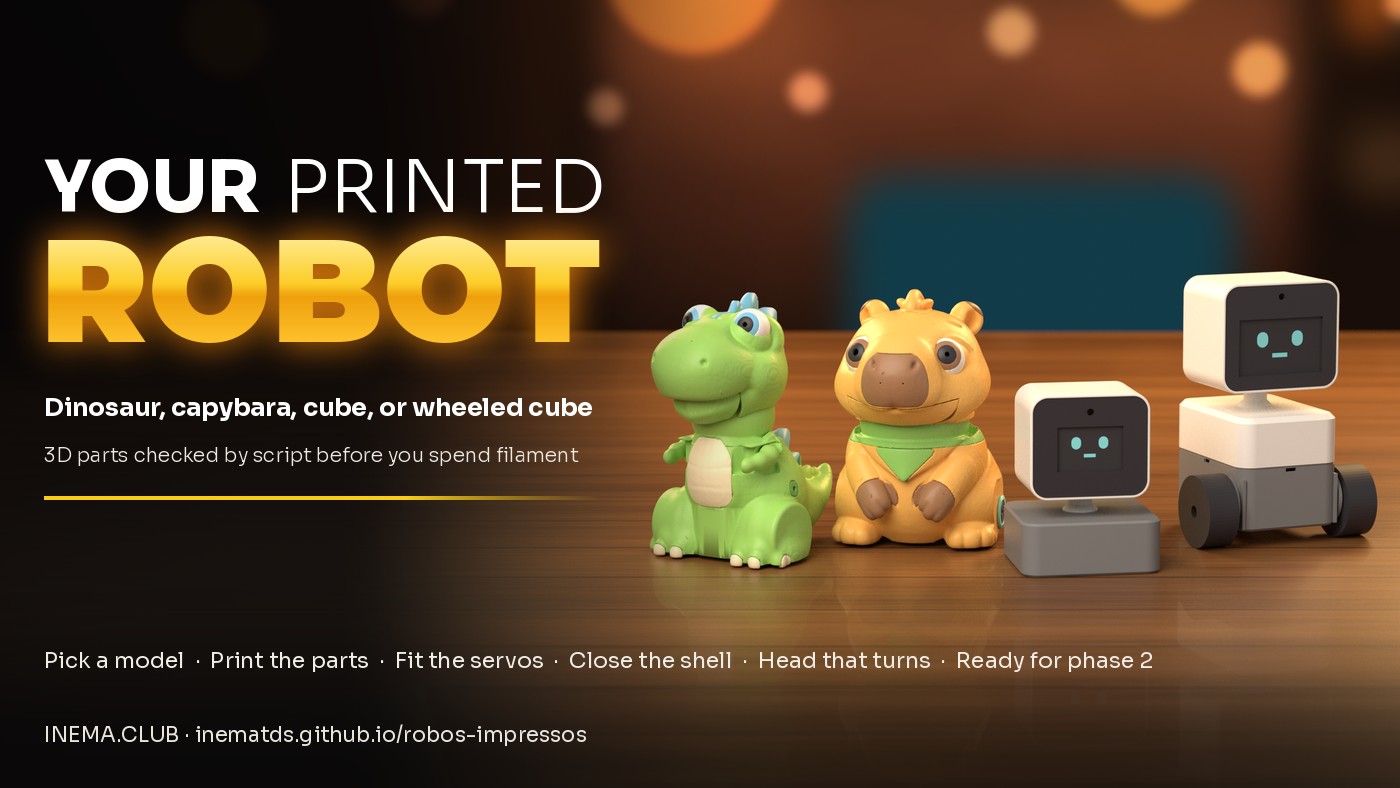 YOUR PRINTED
ROBOT
Dinosaur, capybara, cube, or wheeled cube
3D parts checked by script before you spend filament
Pick a model · Print the parts · Fit the servos · Close the shell · Head that turns · Ready for phase 2
INEMA.CLUB · inematds.github.io/robos-impressos